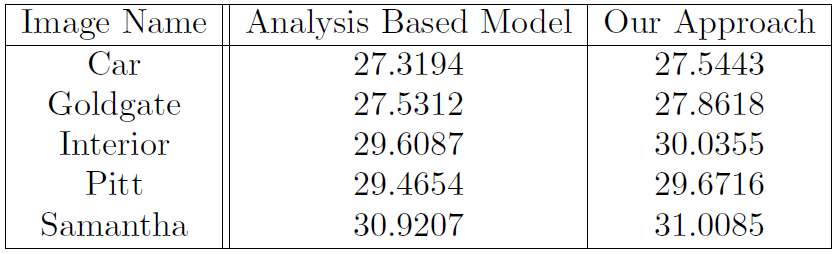 Image Name Analysis Based Model Our Approach
Car 27.3194 27.5443
Goldgate 27.5312 27.8618
Interior 29.6087 30.0355
Pitt 29.4654 29.6716
Samantha 30.9207 31.0085